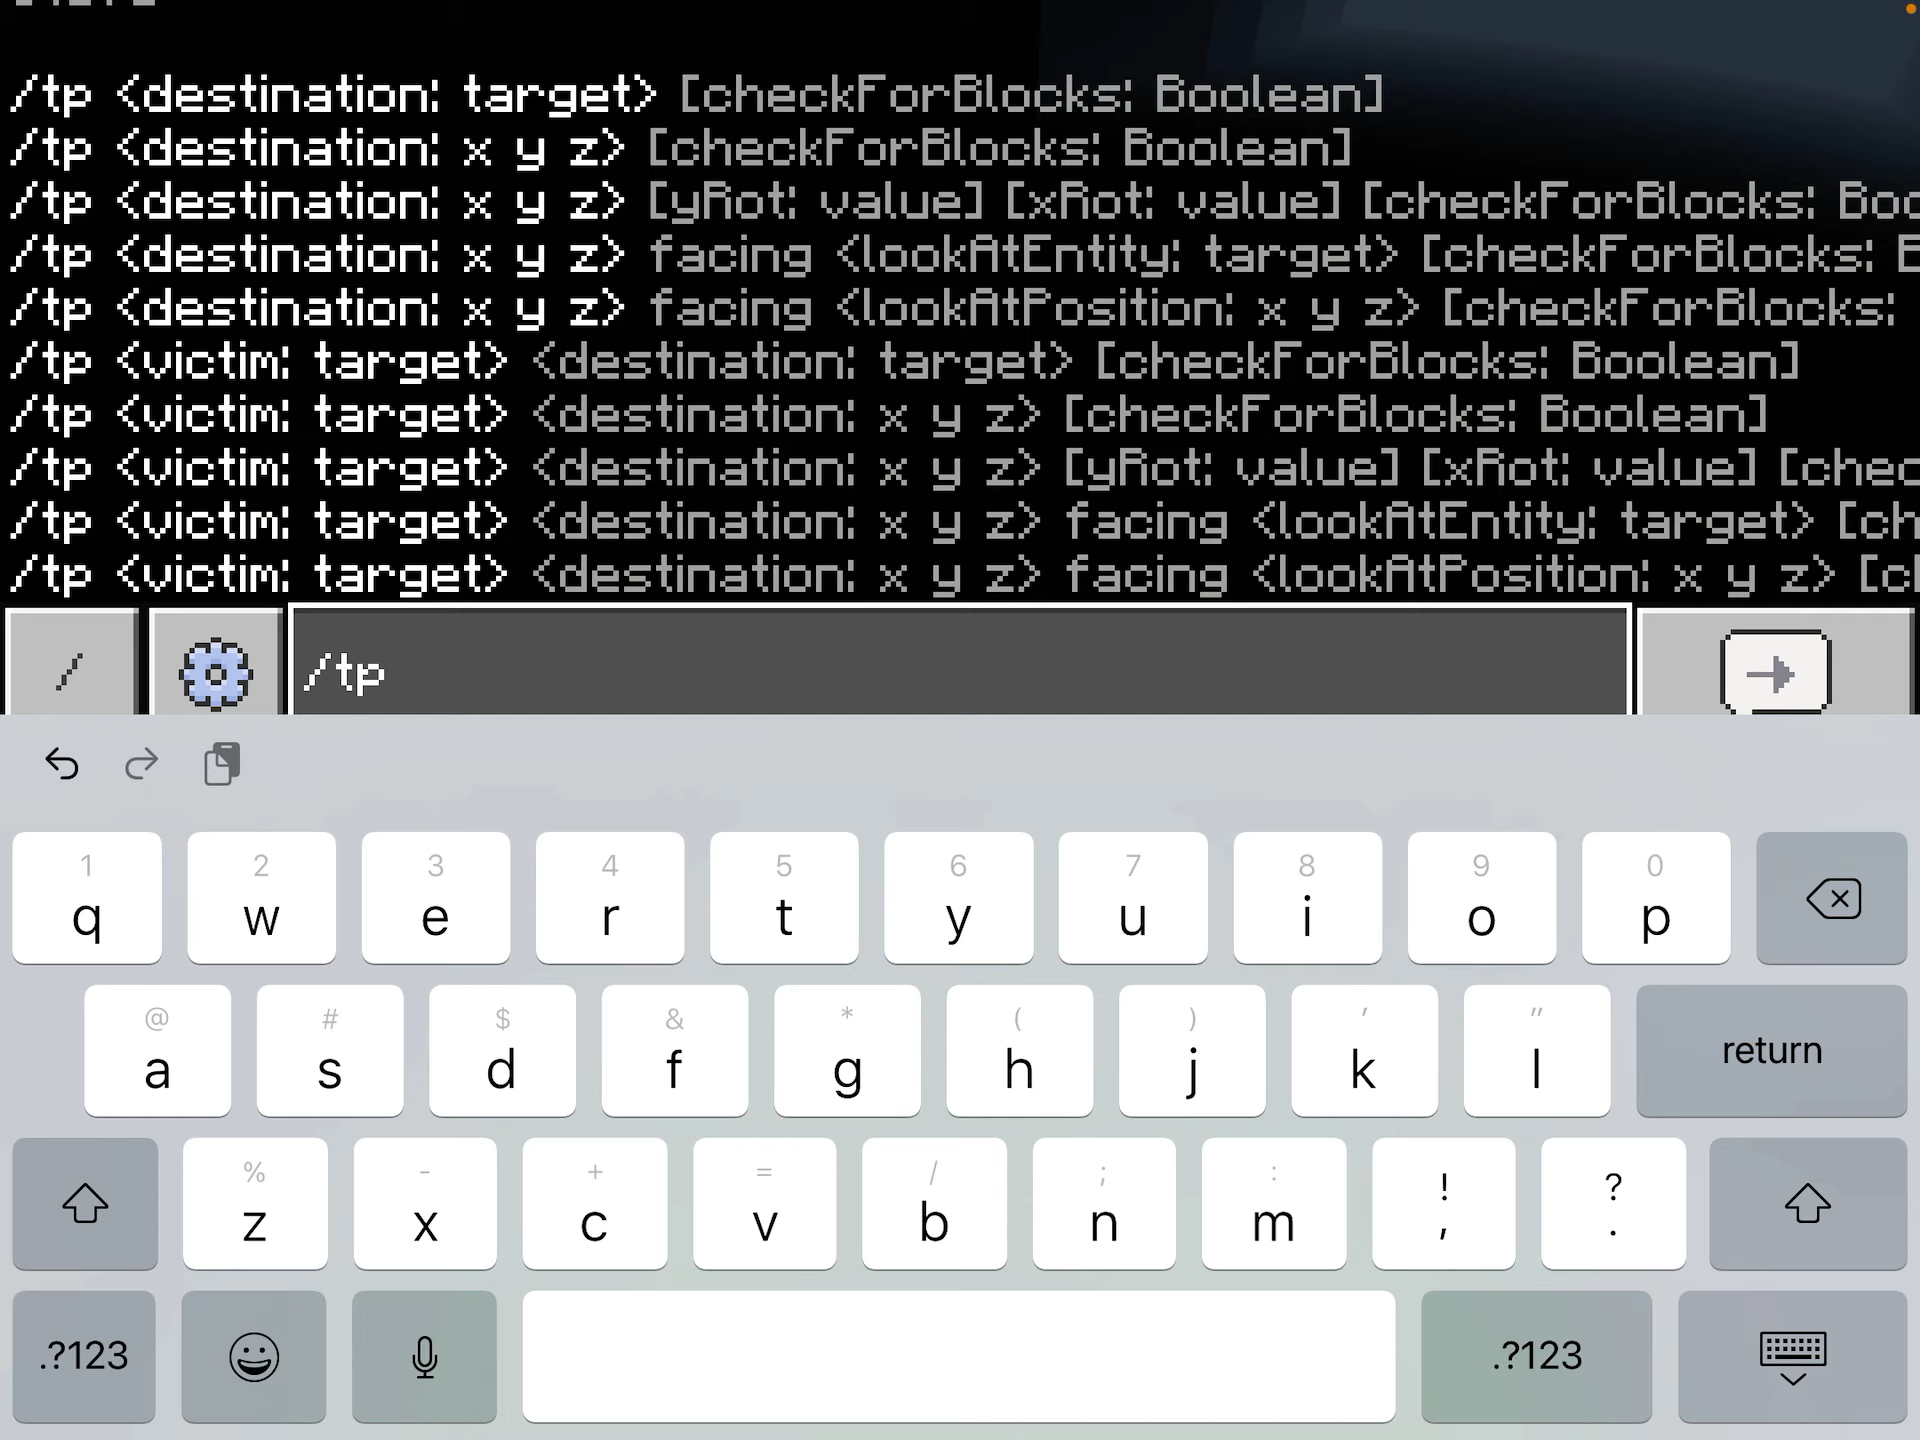 /tp <destination: target> [checkForBlocks: Boolean]
/tp <destination: x y z> [checkForBlocks: Boolean]
/tp <destination: x y z> [yRot: value] [xRot: value] [checkForBlocks: Boo
/tp <destination: x y z> facing <lookAtEntity: target> [checkForBlocks: B
/tp <destination: x y z> facing <lookAtPosition: x y z> [checkForBlocks:
/tp <victim: target> <destination: target> [checkForBlocks: Boolean]
/tp <victim: target> <destination: x y z> [checkForBlocks: Boolean]
/tp <victim: target> <destination: x y z> [yRot: value] [xRot: value] [chec
/tp <victim: target> <destination: x y z> facing <lookAtEntity: target> [ch
/tp <victim: target> <destination: x y z> facing <lookAtPosition: x y z> [c
/ /tp
1 2 3 4 5 6 7 8 9 0
q w e r t y u i o p
@ # $ & * ( ) ' "
a s d f g h j k l return
% - + = / ; : ! ?
z x c v b n m , .
.?123 .?123